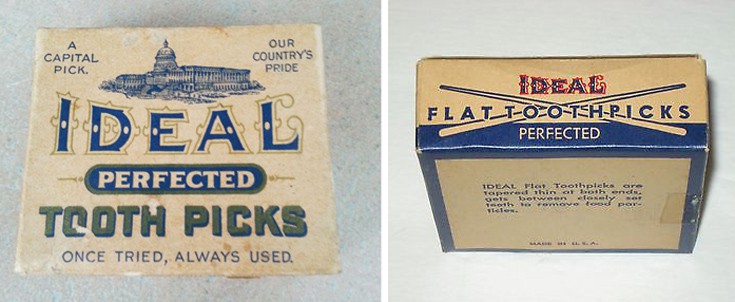 A
CAPITAL
PICK.
OUR
COUNTRY'S
PRIDE
IDEAL
PERFECTED
TOOTH PICKS
ONCE TRIED, ALWAYS USED.
IDEAL
FLAT TOOTHPICKS
PERFECTED
IDEAL Flat Toothpicks are
tapered thin at both ends,
gets between closely set
teeth to remove food par-
ticles.
MADE IN U.S.A.